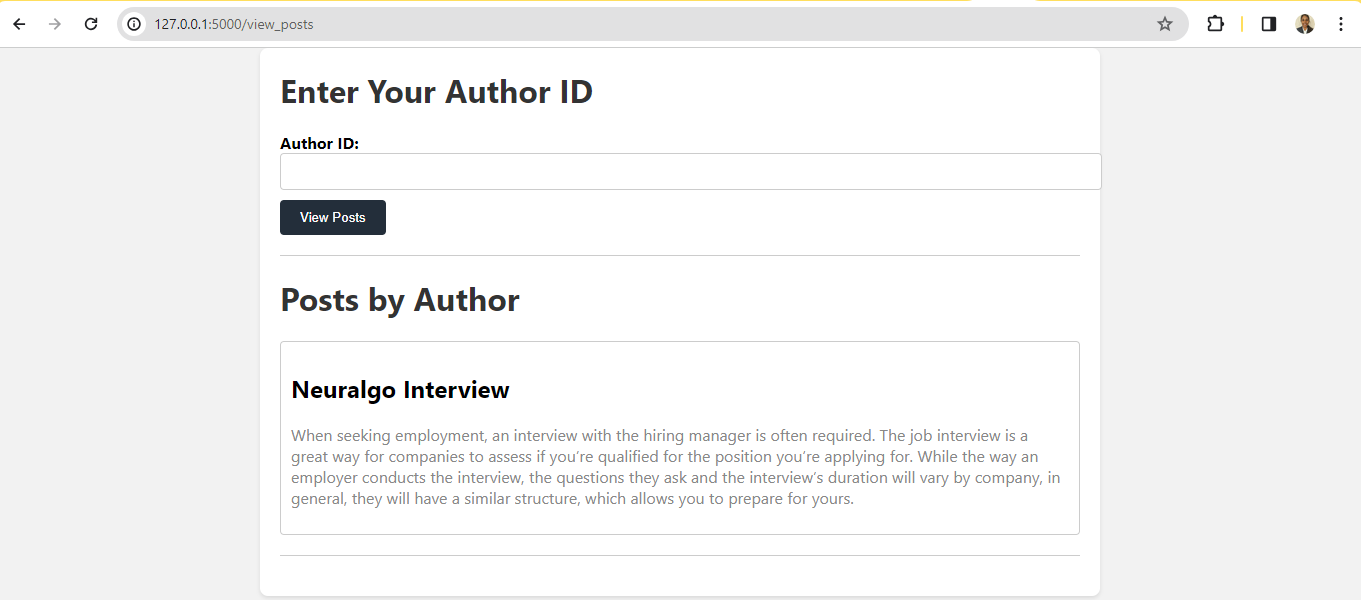 127.0.0.1:5000/view_posts
Enter Your Author ID
Author ID:
View Posts
Posts by Author
Neuralgo Interview
When seeking employment, an interview with the hiring manager is often required. The job interview is a
great way for companies to assess if you’re qualified for the position you’re applying for. While the way an
employer conducts the interview, the questions they ask and the interview’s duration will vary by company, in
general, they will have a similar structure, which allows you to prepare for yours.